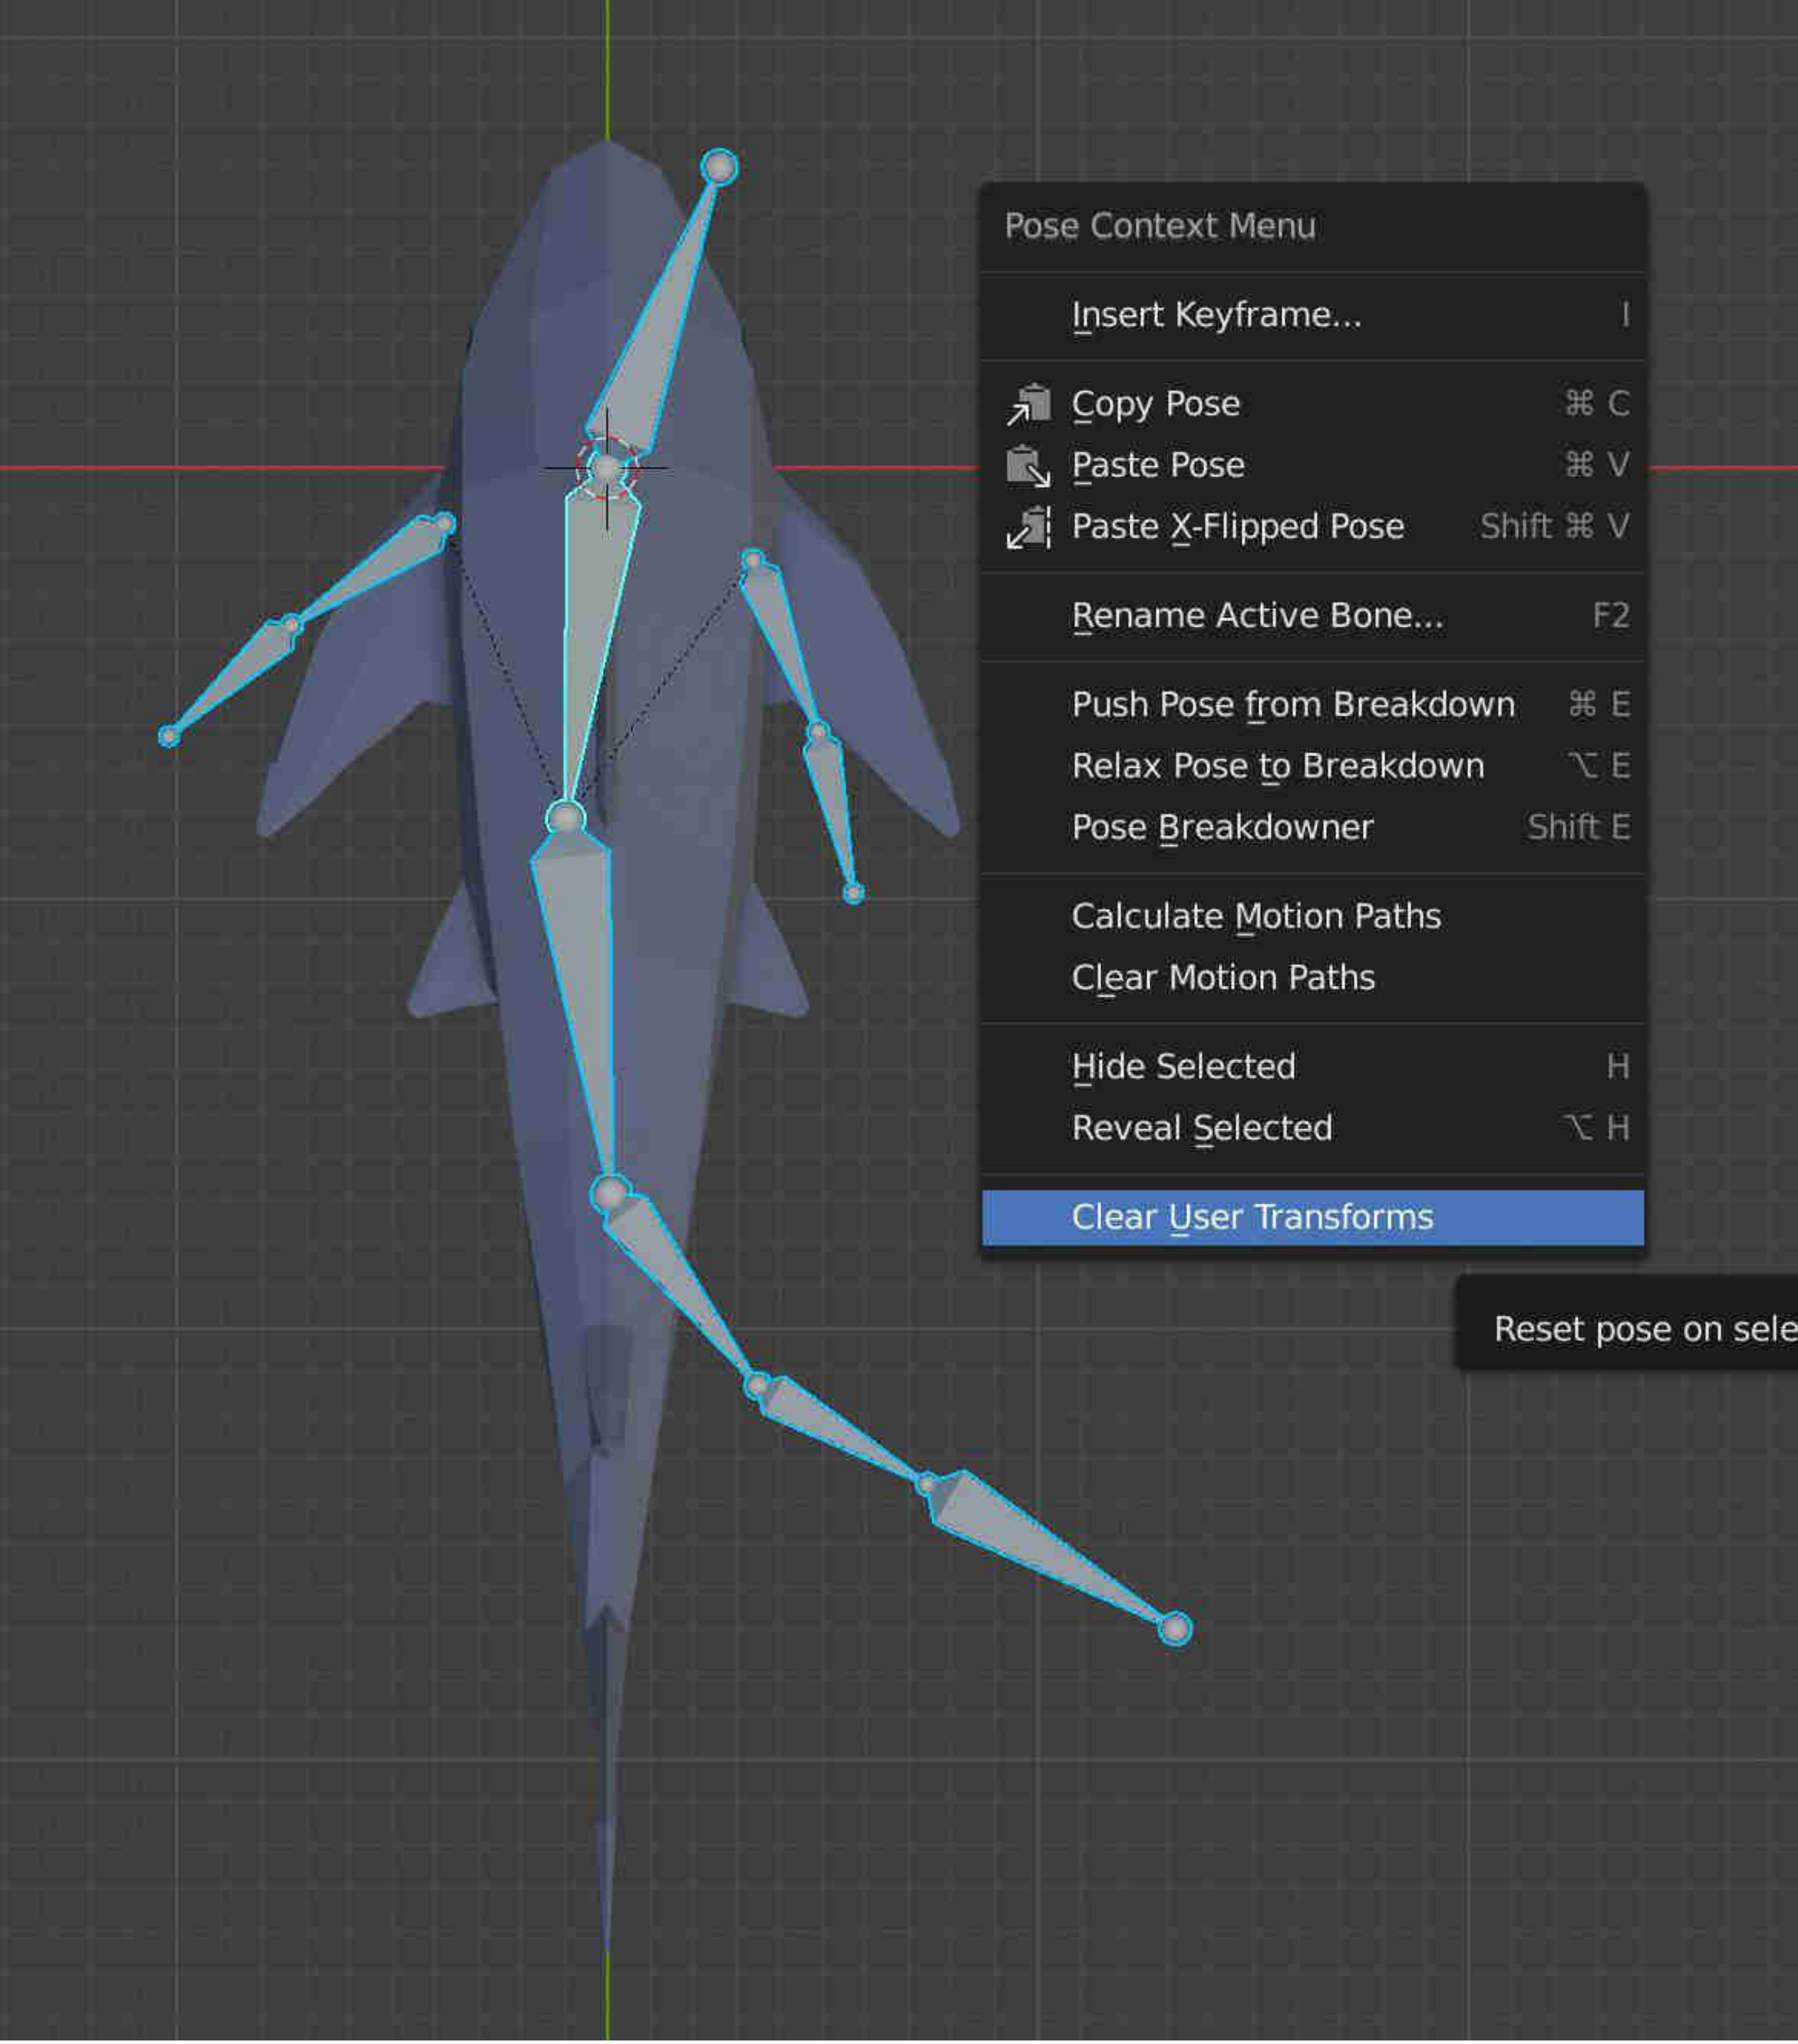 Pose Context Menu
Insert Keyframe... I
Copy Pose ⌘ C
Paste Pose ⌘ V
Paste X-Flipped Pose Shift ⌘ V
Rename Active Bone... F2
Push Pose from Breakdown ⌘ E
Relax Pose to Breakdown ⌥ E
Pose Breakdowner Shift E
Calculate Motion Paths
Clear Motion Paths
Hide Selected H
Reveal Selected ⌥ H
Clear User Transforms
Reset pose on sele